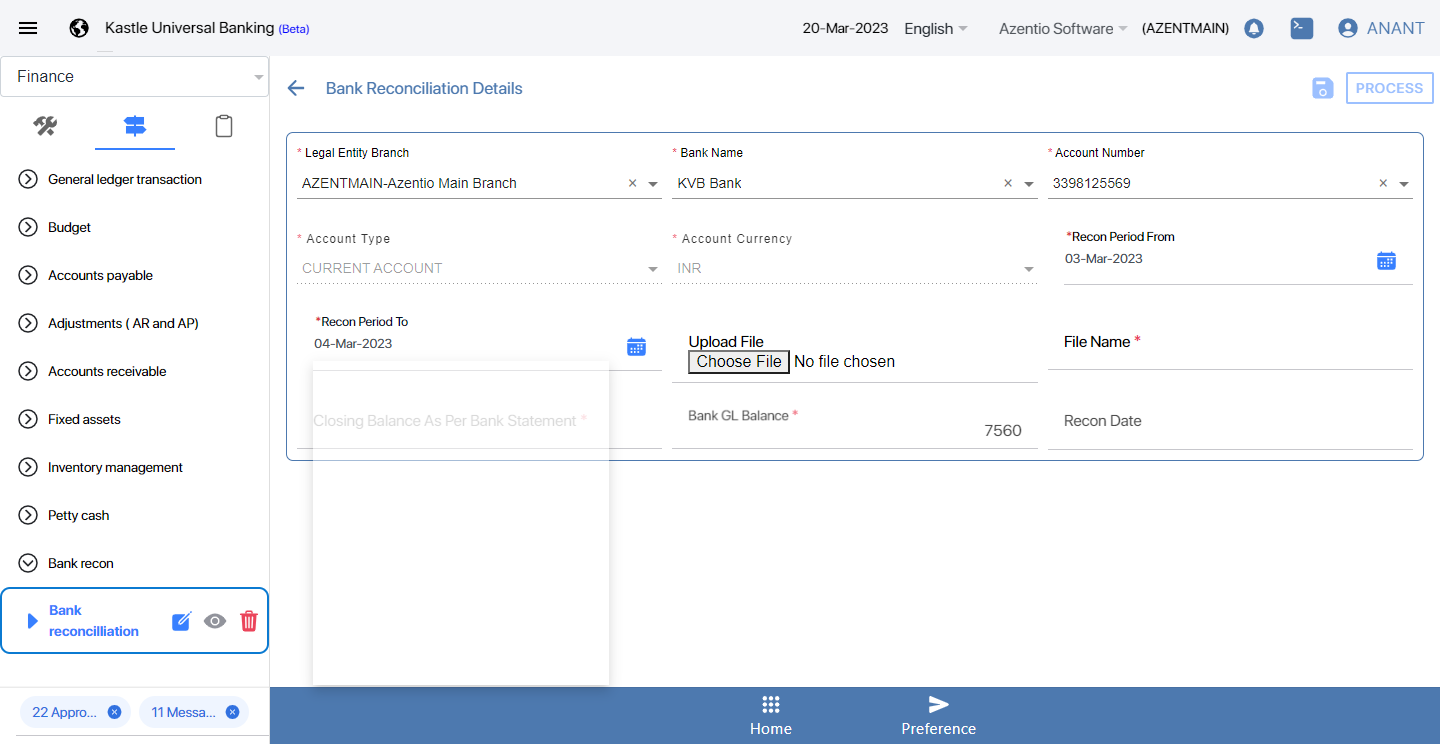 Kastle Universal Banking (Beta)
20-Mar-2023
English
Azentio Software
(AZENTMAIN)
ANANT
Finance
General ledger transaction
Budget
Accounts payable
Adjustments ( AR and AP)
Accounts receivable
Fixed assets
Inventory management
Petty cash
Bank recon
Bank
reconcilliation
22 Appro...
11 Messa...
Bank Reconciliation Details
PROCESS
* Legal Entity Branch
AZENTMAIN-Azentio Main Branch
* Bank Name
KVB Bank
* Account Number
3398125569
* Account Type
CURRENT ACCOUNT
* Account Currency
INR
*Recon Period From
03-Mar-2023
*Recon Period To
04-Mar-2023
Upload File
Choose File No file chosen
File Name *
Closing Balance As Per Bank Statement *
Bank GL Balance *
7560
Recon Date
Home
Preference